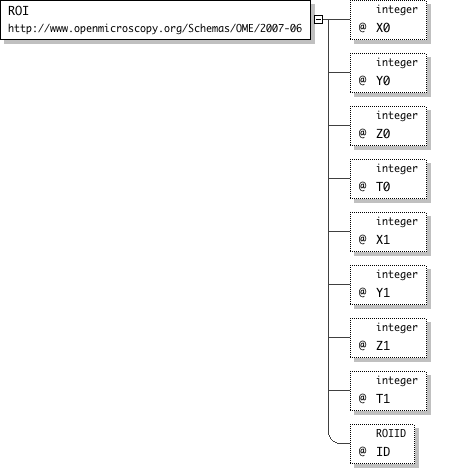 ROI
http://www.openmicroscopy.org/Schemas/OME/2007-06
integer
@ X0
integer
@ Y0
integer
@ Z0
integer
@ T0
integer
@ X1
integer
@ Y1
integer
@ Z1
integer
@ T1
ROIID
@ ID